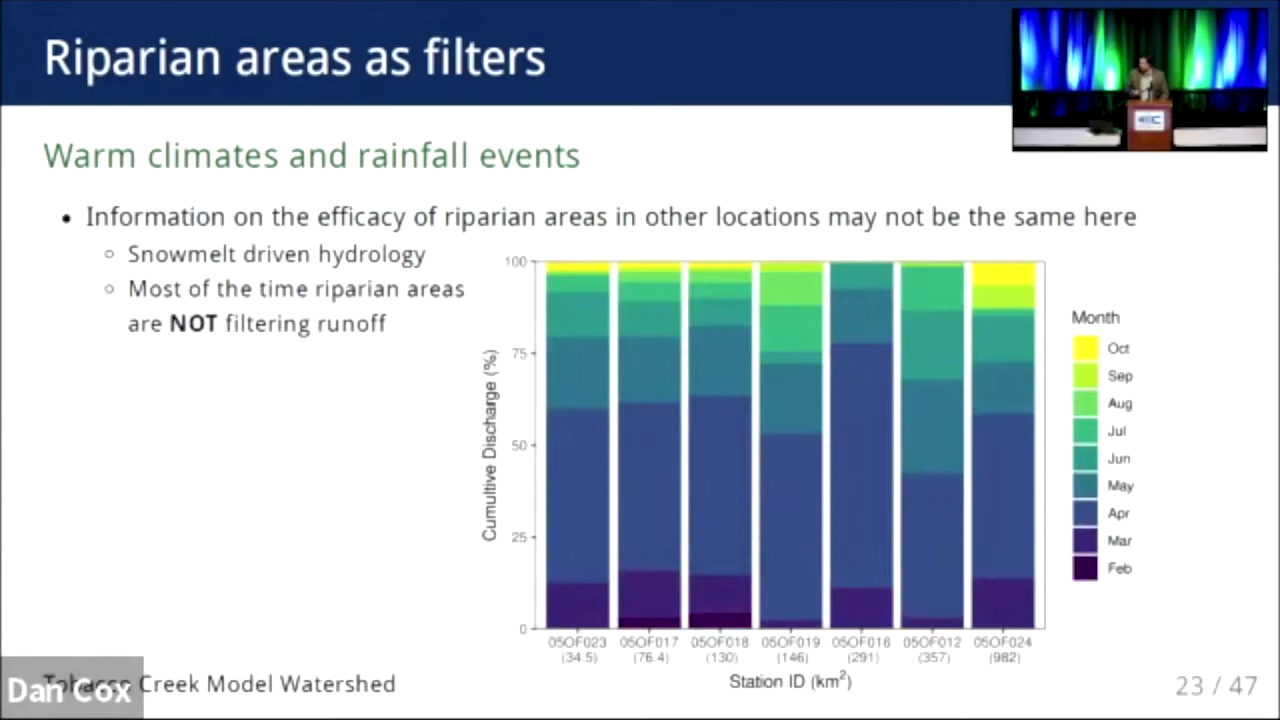 Riparian areas as filters
Warm climates and rainfall events
• Information on the efficacy of riparian areas in other locations may not be the same here
○ Snowmelt driven hydrology
○ Most of the time riparian areas
are NOT filtering runoff
Cumultive Discharge (%)
100
75
50
25
0
05OF023 05OF017 05OF018 05OF019 05OF016 05OF012 05OF024
(34.5) (76.4) (130) (146) (291) (357) (982)
Station ID (km²)
Month
Oct
Sep
Aug
Jul
Jun
May
Apr
Mar
Feb
Creek Model Watershed
Dan Cox
23 / 47